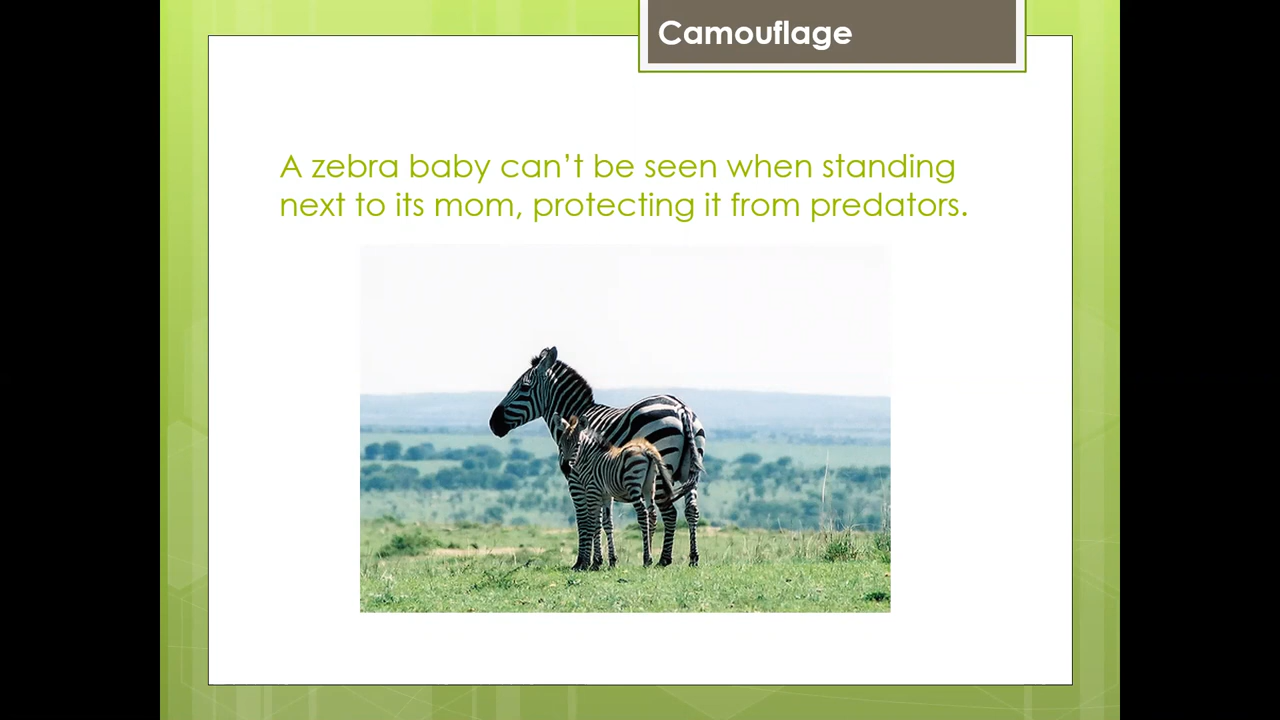 Camouflage
A zebra baby can’t be seen when standing
next to its mom, protecting it from predators.